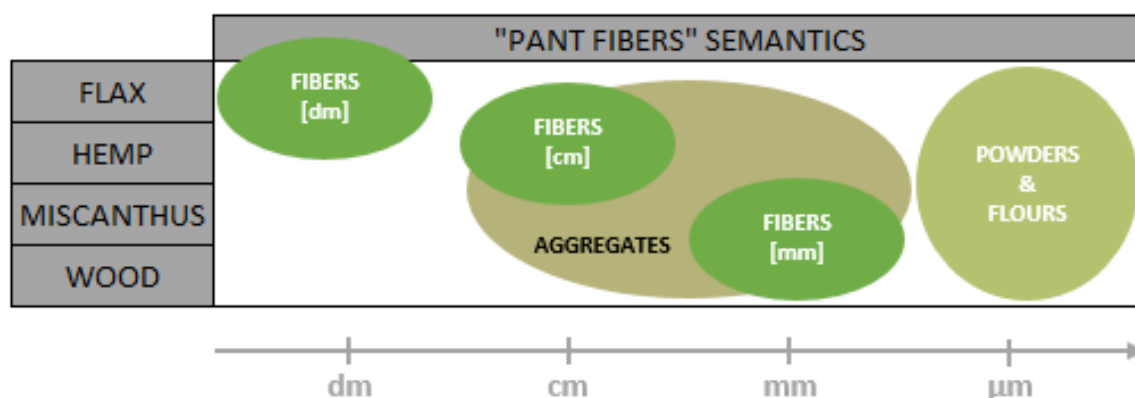 "PANT FIBERS" SEMANTICS
FLAX
HEMP
MISCANTHUS
WOOD
FIBERS
[dm]
FIBERS
[cm]
AGGREGATES
FIBERS
[mm]
POWDERS
&
FLOURS
dm
cm
mm
µm